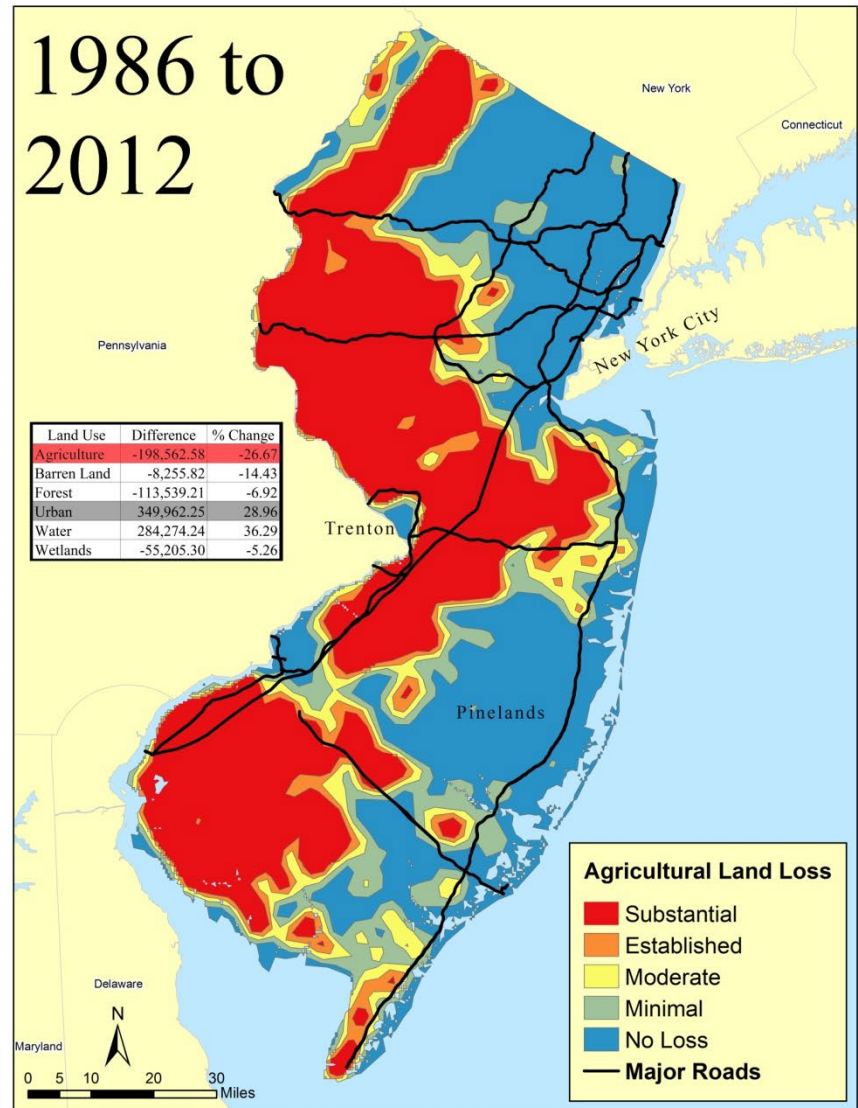 1986 to
2012
New York
Connecticut
Pennsylvania
New York City
Land Use Difference % Change
Agriculture -198,562.58 -26.67
Barren Land -8,255.82 -14.43
Forest -113,539.21 -6.92
Urban 349,962.25 28.96
Water 284,274.24 36.29
Wetlands -55,205.30 -5.26
Trenton
Pinelands
Agricultural Land Loss
Substantial
Established
Moderate
Minimal
No Loss
Major Roads
Delaware
Maryland
N
0 5 10 20 30
Miles